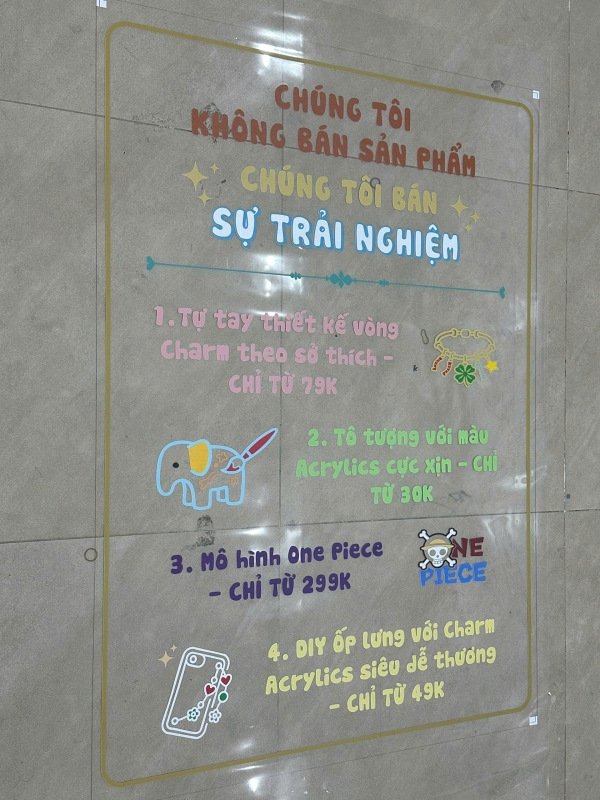 CHÚNG TÔI
KHÔNG BÁN SẢN PHẨM
CHÚNG TÔI BÁN
SỰ TRẢI NGHIỆM
1.Tự tay thiết kế vòng
Charm theo sở thích -
CHỈ TỪ 79K
2. Tô tượng với màu
Acrylics cực xịn - CHỈ
TỪ 30K
3. Mô hình One Piece
- CHỈ TỪ 299K
ONE
PIECE
4. DIY ốp lưng với Charm
Acrylics siêu dễ thương
- CHỈ TỪ 49K